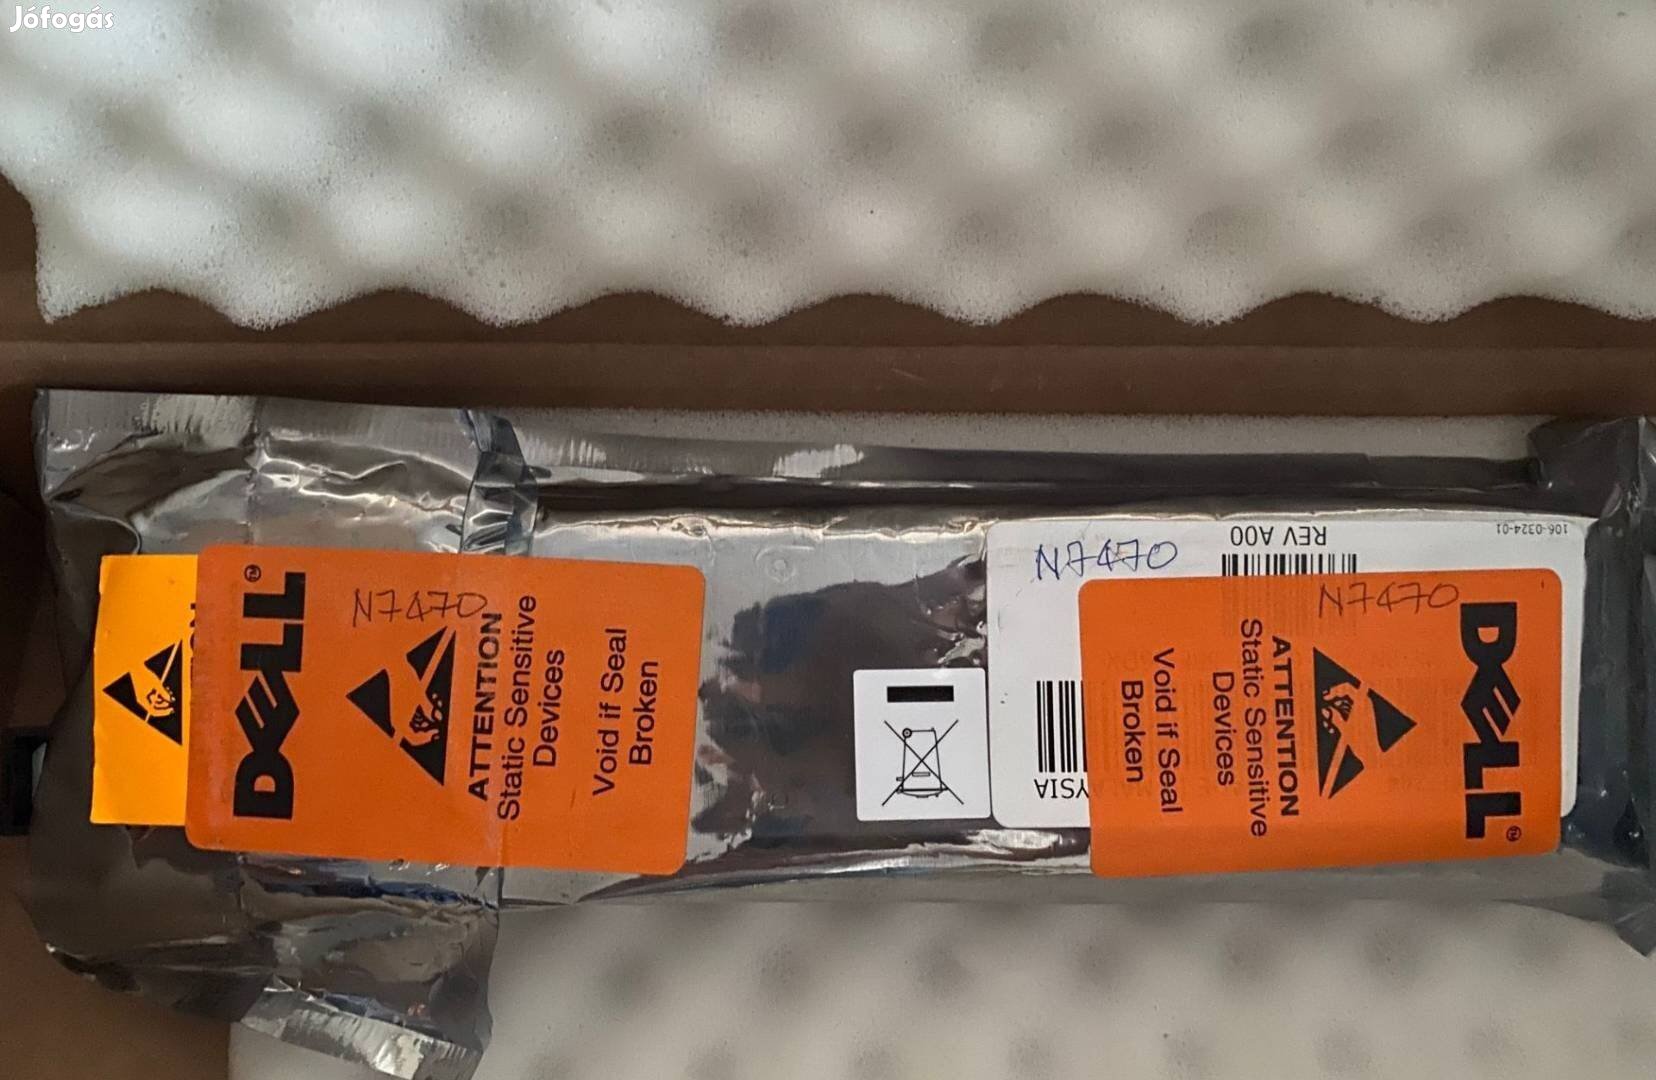 Jófogás
DELL
N7470
ATTENTION
Static Sensitive
Devices
Void if Seal
Broken
106-0324-01
REV A00
N7470
YSIA
DELL
N7470
ATTENTION
Static Sensitive
Devices
Void if Seal
Broken